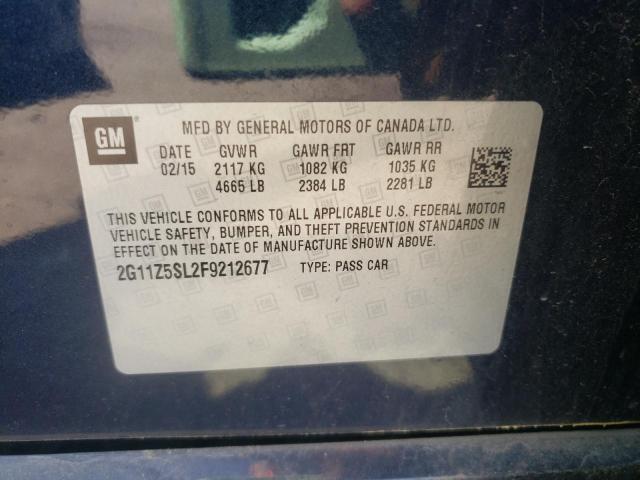 GM
MFD BY GENERAL MOTORS OF CANADA LTD.
DATE GVWR GAWR FRT GAWR RR
02/15 2117 KG 1082 KG 1035 KG
4665 LB 2384 LB 2281 LB
THIS VEHICLE CONFORMS TO ALL APPLICABLE U.S. FEDERAL MOTOR
VEHICLE SAFETY, BUMPER, AND THEFT PREVENTION STANDARDS IN
EFFECT ON THE DATE OF MANUFACTURE SHOWN ABOVE.
2G11Z5SL2F9212677 TYPE: PASS CAR